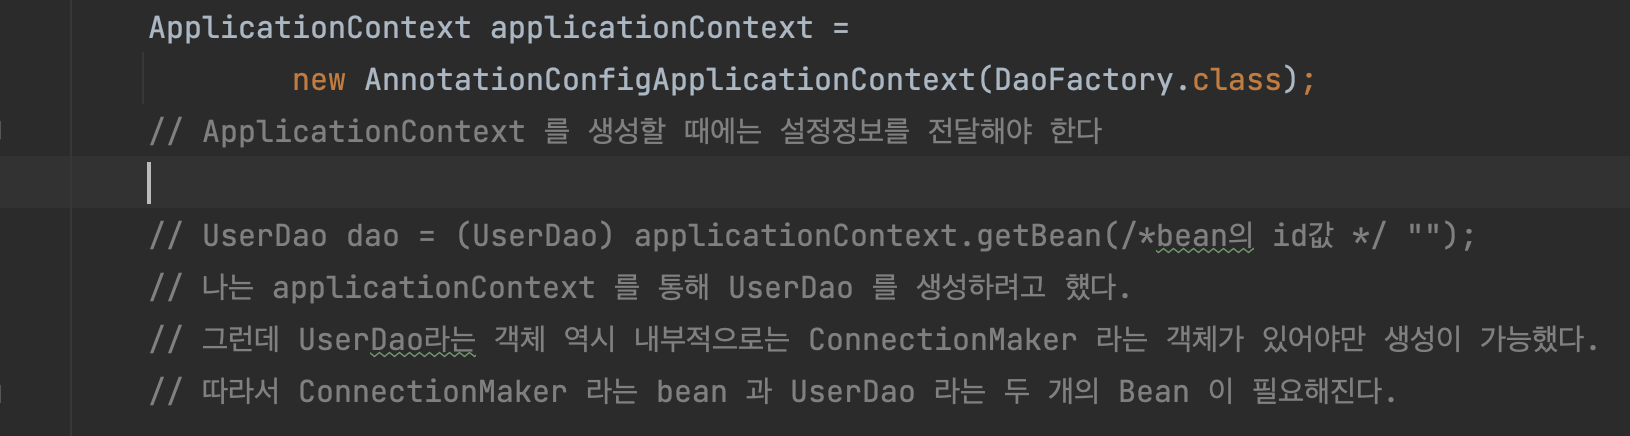 ApplicationContext applicationContext =
new AnnotationConfigApplicationContext(DaoFactory.class);
// ApplicationContext 를 생성할 때에는 설정정보를 전달해야 한다
// UserDao dao = (UserDao) applicationContext.getBean(/*bean의 id값 */ "");
// 나는 applicationContext 를 통해 UserDao 를 생성하려고 헀다.
// 그런데 UserDao라는 객체 역시 내부적으로는 ConnectionMaker 라는 객체가 있어야만 생성이 가능했다.
// 따라서 ConnectionMaker 라는 bean 과 UserDao 라는 두 개의 Bean 이 필요해진다.